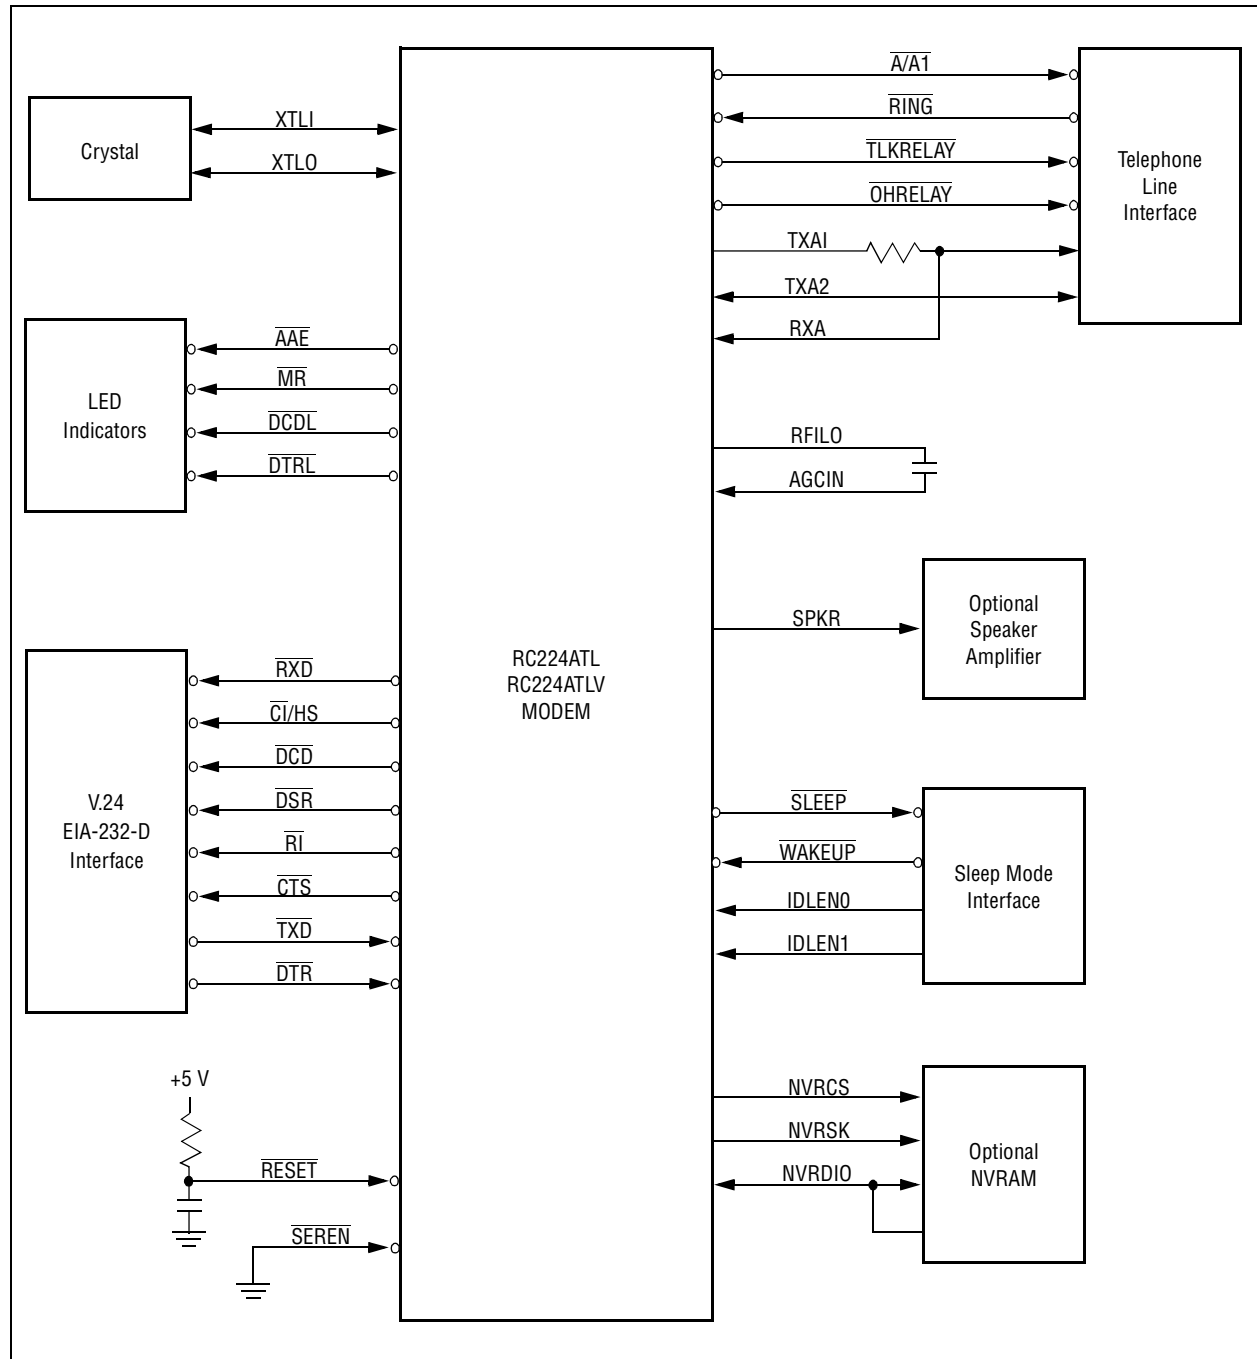 Crystal
XTLI
XTLO
LED
Indicators
AAE
MR
DCDL
DTRL
V.24
EIA-232-D
Interface
RXD
CI/HS
DCD
DSR
RI
CTS
TXD
DTR
+5 V
RESET
SEREN
RC224ATL
RC224ATLV
MODEM
A/A1
RING
TLKRELAY
OHRELAY
TXAI
TXA2
RXA
Telephone
Line
Interface
RFILO
AGCIN
SPKR
Optional
Speaker
Amplifier
SLEEP
WAKEUP
IDLEN0
IDLEN1
Sleep Mode
Interface
NVRCS
NVRSK
NVRDIO
Optional
NVRAM